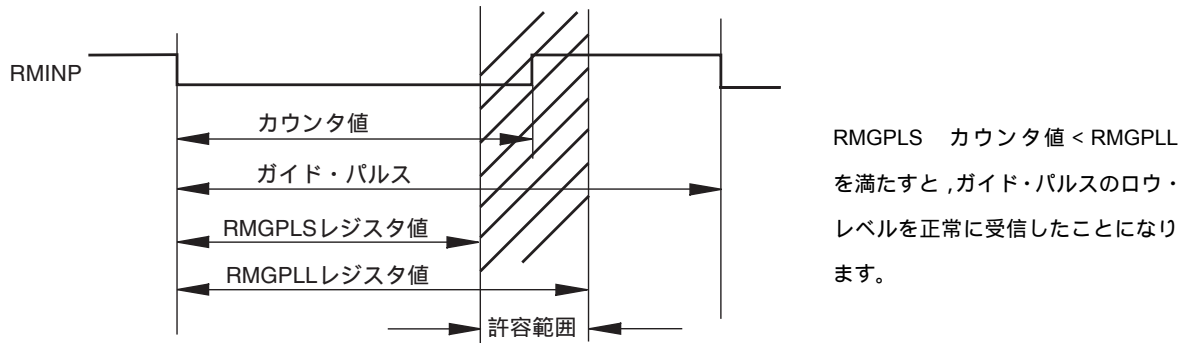 RMINP
カウンタ値
ガイド・パルス
RMGPLSレジスタ値
RMGPLLレジスタ値
許容範囲
RMGPLS カウンタ値 < RMGPLL
を満たすと,ガイド・パルスのロウ・
レベルを正常に受信したことになり
ます。